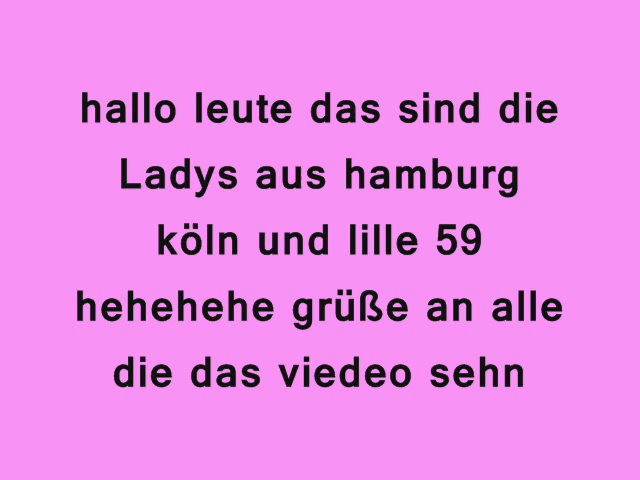 hallo leute das sind die
Ladys aus hamburg
köln und lille 59
hehehehe grüße an alle
die das viedeo sehn